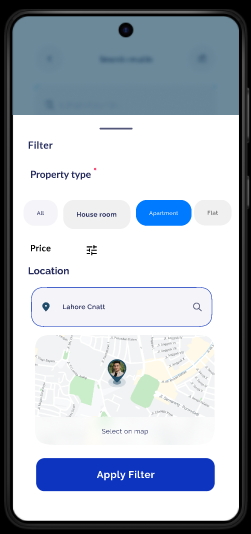 Search results
Filter
Property type *
All
House room
Apartment
Flat
Price
Location
Lahore Cnatt
Select on map
Apply Filter